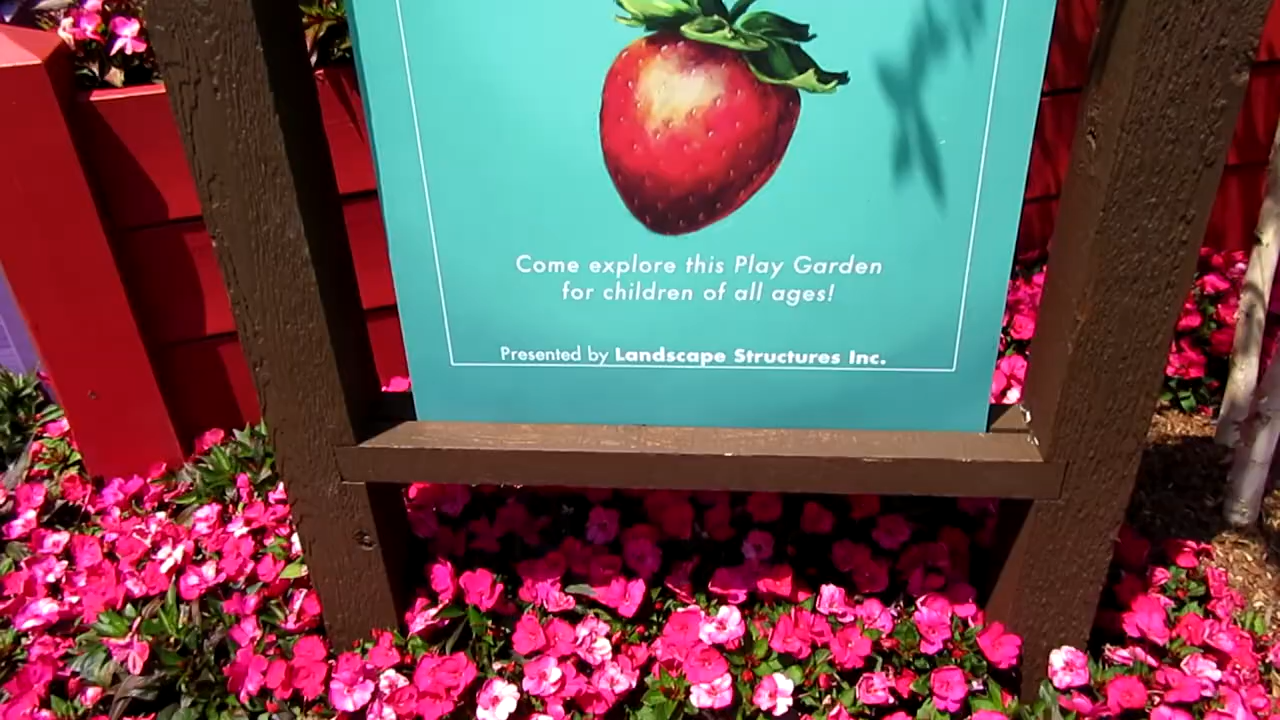 Come explore this Play Garden
for children of all ages!
Presented by Landscape Structures Inc.